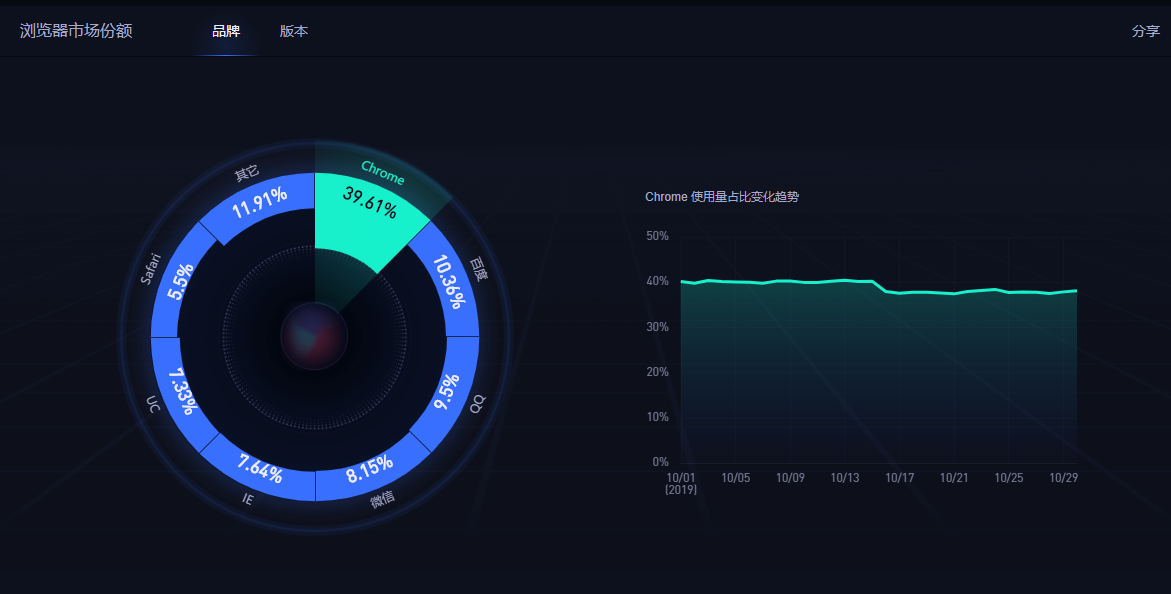 浏览器市场份额
品牌
版本
分享
Chrome
39.61%
百度
10.36%
QQ
9.5%
微信
8.15%
IE
7.64%
UC
7.33%
Safari
5.5%
其它
11.91%
Chrome 使用量占比变化趋势
50%
40%
30%
20%
10%
0%
10/01 10/05 10/09 10/13 10/17 10/21 10/25 10/29
(2019)